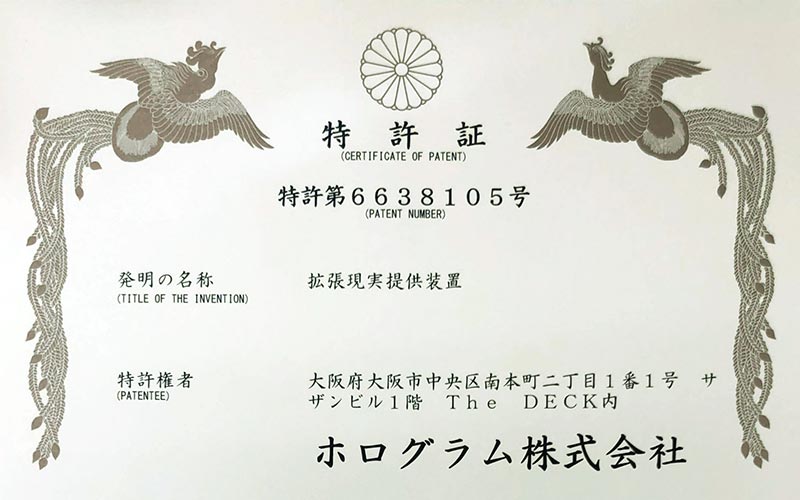 特許証
(CERTIFICATE OF PATENT)
特許第６６３８１０５号
(PATENT NUMBER)
発明の名称
(TITLE OF THE INVENTION)
拡張現実提供装置
特許権者
(PATENTEE)
大阪府大阪市中央区南本町二丁目１番１号　サ
ザンビル１階　Ｔｈｅ　ＤＥＣＫ内
ホログラム株式会社